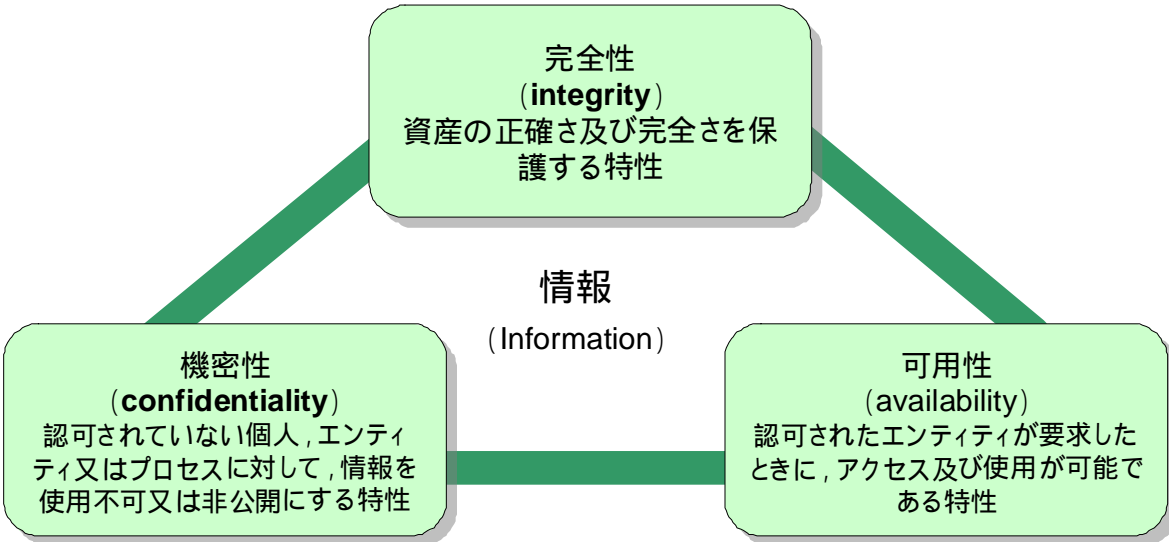 完全性
（integrity）
資産の正確さ及び完全さを保
護する特性
情報
（Information）
機密性
（confidentiality）
認可されていない個人，エンティ
ティ又はプロセスに対して，情報を
使用不可又は非公開にする特性
可用性
（availability）
認可されたエンティティが要求した
ときに，アクセス及び使用が可能で
ある特性